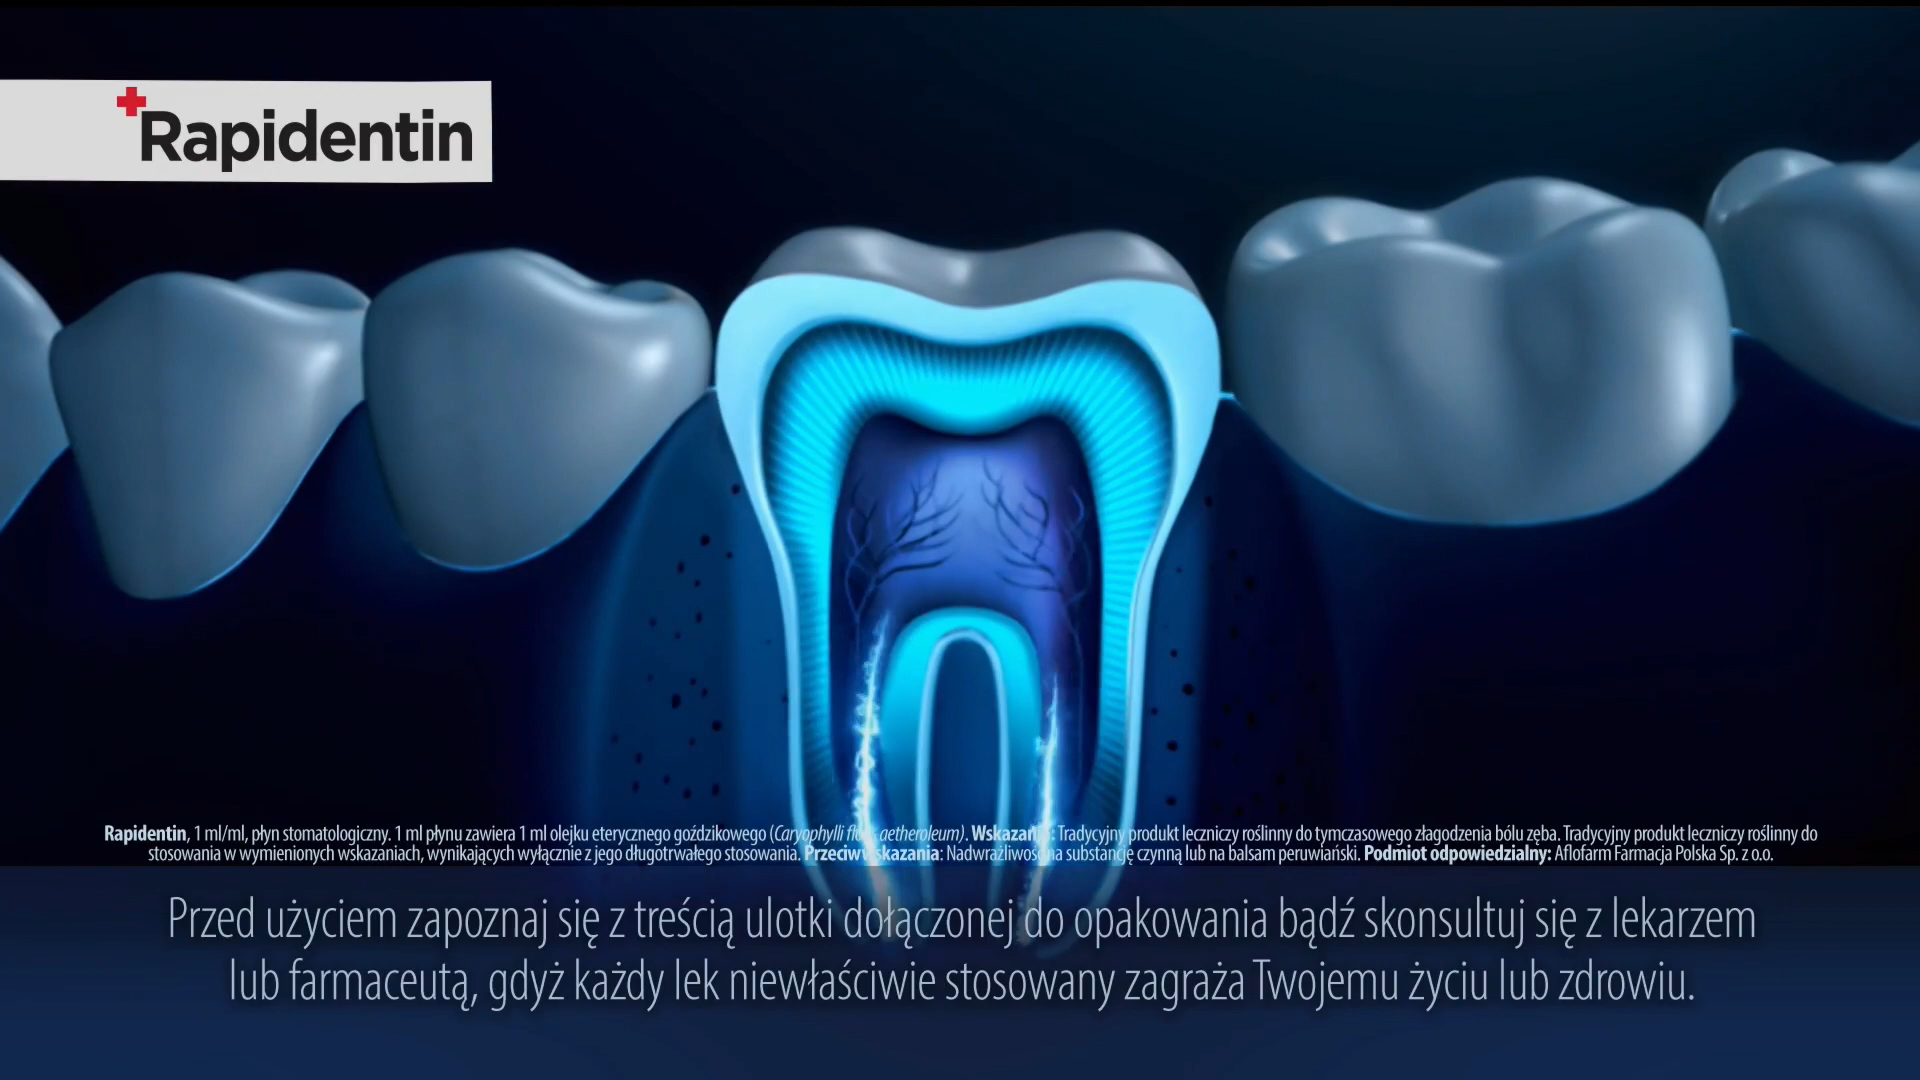 Rapidentin
Rapidentin, 1 ml/ml, płyn stomatologiczny. 1 ml płynu zawiera 1 ml olejku eterycznego goździkowego (Caryophylli floris aetheroleum). Wskazania: Tradycyjny produkt leczniczy roślinny do tymczasowego złagodzenia bólu zęba. Tradycyjny produkt leczniczy roślinny do
stosowania w wymienionych wskazaniach, wynikających wyłącznie z jego długotrwałego stosowania. Przeciwwskazania: Nadwrażliwość na substancję czynną lub na balsam peruwiański. Podmiot odpowiedzialny: Aflofarm Farmacja Polska Sp. z o.o.
Przed użyciem zapoznaj się z treścią ulotki dołączonej do opakowania bądź skonsultuj się z lekarzem
lub farmaceutą, gdyż każdy lek niewłaściwie stosowany zagraża Twojemu życiu lub zdrowiu.